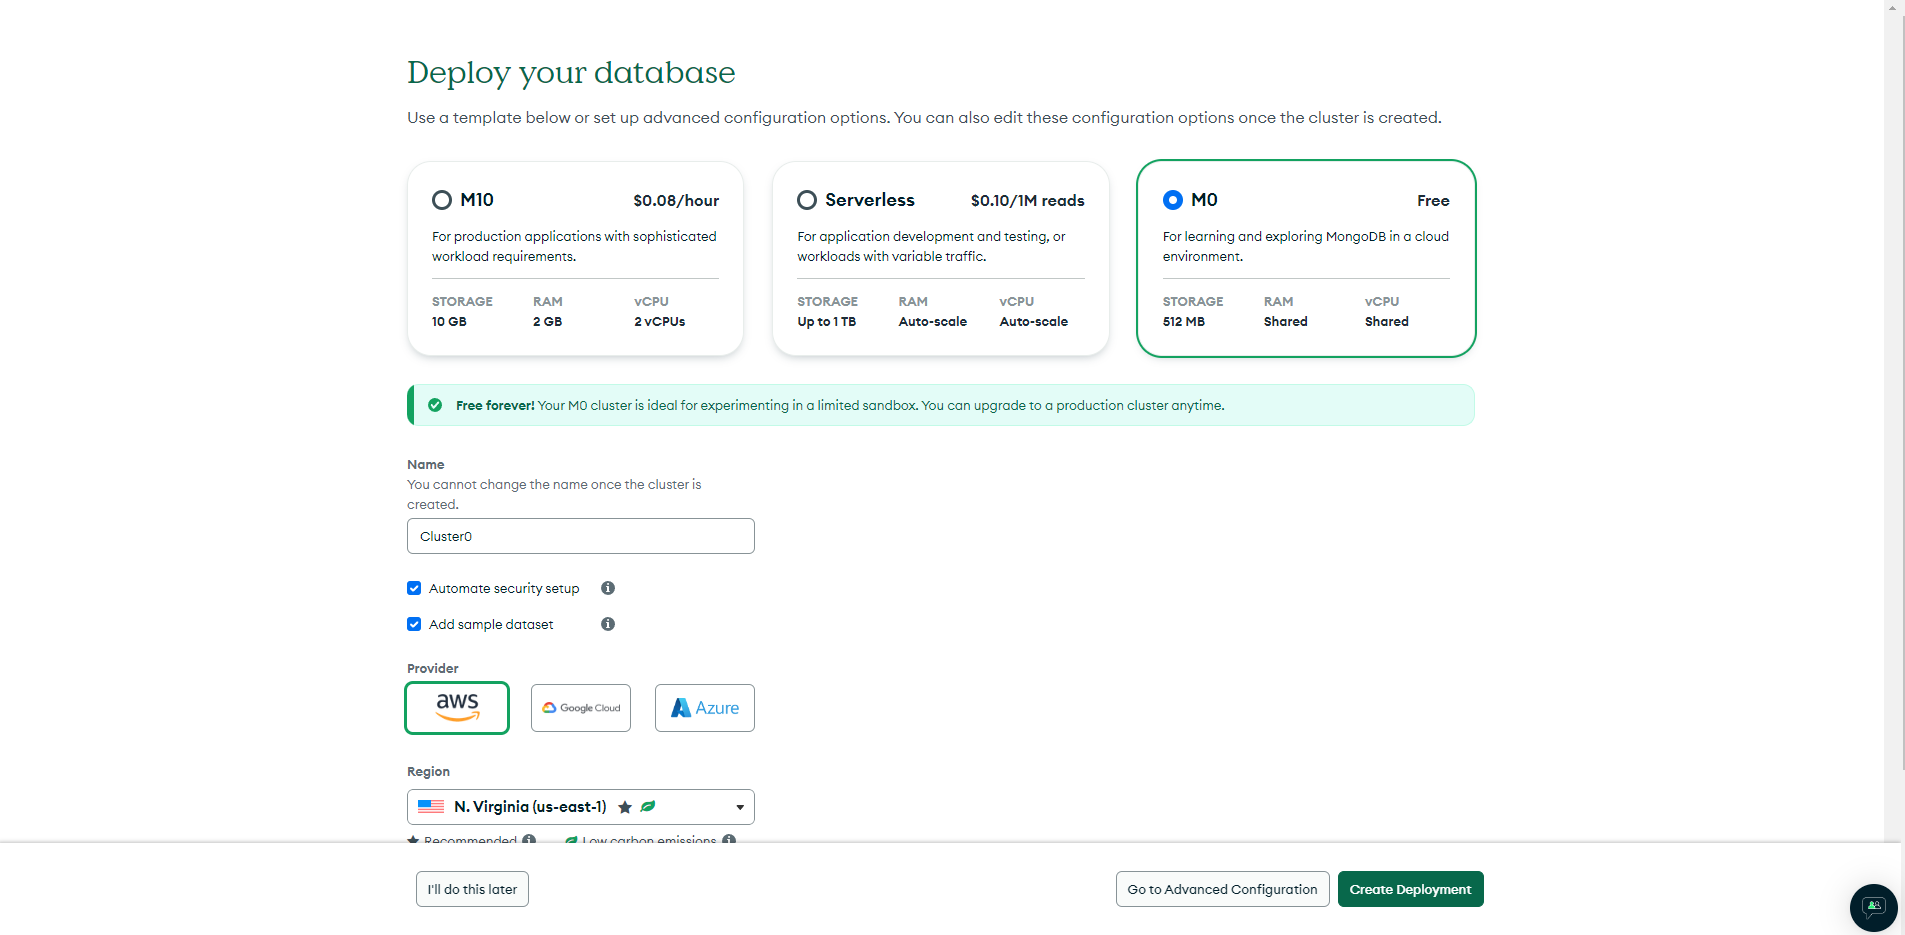 Deploy your database
Use a template below or set up advanced configuration options. You can also edit these configuration options once the cluster is created.
M10 $0.08/hour
For production applications with sophisticated
workload requirements.
STORAGE RAM vCPU
10 GB 2 GB 2 vCPUs
Serverless $0.10/1M reads
For application development and testing, or
workloads with variable traffic.
STORAGE RAM vCPU
Up to 1 TB Auto-scale Auto-scale
M0 Free
For learning and exploring MongoDB in a cloud
environment.
STORAGE RAM vCPU
512 MB Shared Shared
Free forever! Your M0 cluster is ideal for experimenting in a limited sandbox. You can upgrade to a production cluster anytime.
Name
You cannot change the name once the cluster is
created.
Cluster0
Automate security setup
Add sample dataset
Provider
aws Google Cloud Azure
Region
N. Virginia (us-east-1)
Recommended Low carbon emissions
I'll do this later Go to Advanced Configuration Create Deployment